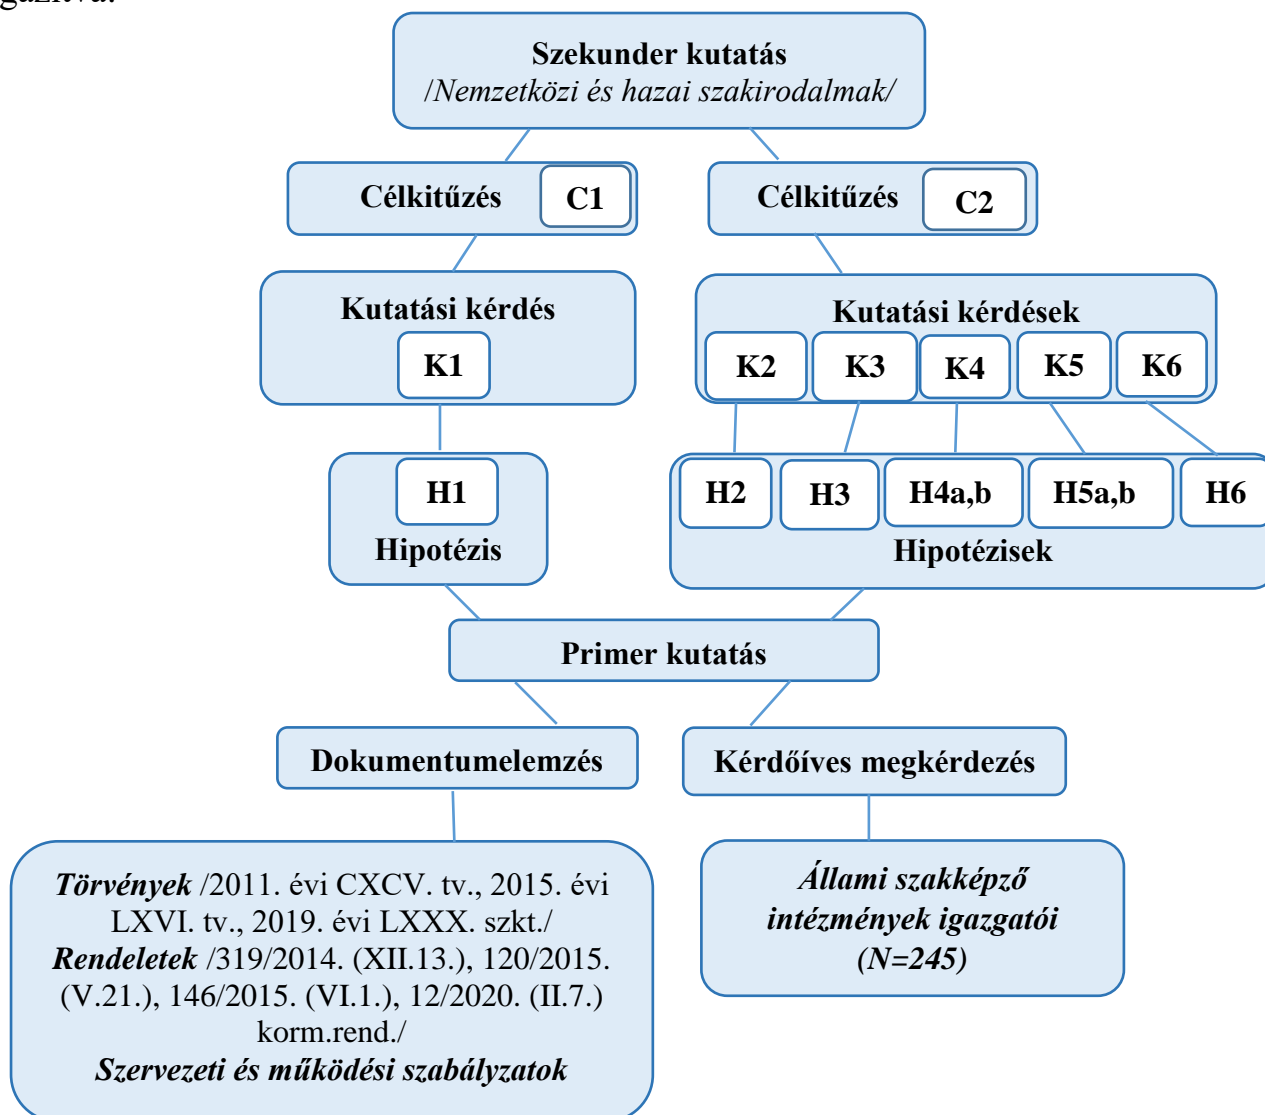 Szekunder kutatás
/Nemzetközi és hazai szakirodalmak/
Célkitűzés C1
Célkitűzés C2
Kutatási kérdés
K1
Kutatási kérdések
K2 K3 K4 K5 K6
H1
Hipotézis
H2 H3 H4a,b H5a,b H6
Hipotézisek
Primer kutatás
Dokumentumelemzés
Kérdőíves megkérdezés
Törvények /2011. évi CXCV. tv., 2015. évi
LXVI. tv., 2019. évi LXXX. szkt./
Rendeletek /319/2014. (XII.13.), 120/2015.
(V.21.), 146/2015. (VI.1.), 12/2020. (II.7.)
korm.rend./
Szervezeti és működési szabályzatok
Állami szakképző
intézmények igazgatói
(N=245)